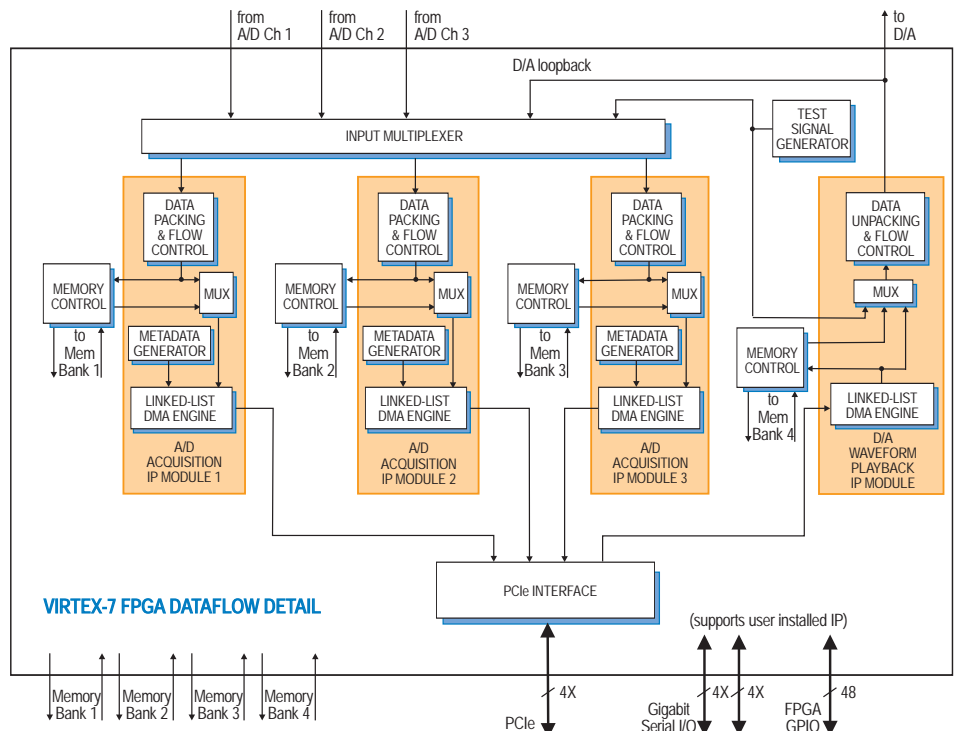 from
A/D Ch 1
from
A/D Ch 2
from
A/D Ch 3
to
D/A
D/A loopback
INPUT MULTIPLEXER
TEST
SIGNAL
GENERATOR
DATA
PACKING
& FLOW
CONTROL
DATA
PACKING
& FLOW
CONTROL
DATA
PACKING
& FLOW
CONTROL
DATA
UNPACKING
& FLOW
CONTROL
MEMORY
CONTROL
MUX
MEMORY
CONTROL
MUX
MEMORY
CONTROL
MUX
MUX
to
Mem
Bank 1
METADATA
GENERATOR
to
Mem
Bank 2
METADATA
GENERATOR
to
Mem
Bank 3
METADATA
GENERATOR
MEMORY
CONTROL
to
Mem
Bank 4
LINKED-LIST
DMA ENGINE
LINKED-LIST
DMA ENGINE
LINKED-LIST
DMA ENGINE
LINKED-LIST
DMA ENGINE
A/D
ACQUISITION
IP MODULE 1
A/D
ACQUISITION
IP MODULE 2
A/D
ACQUISITION
IP MODULE 3
D/A
WAVEFORM
PLAYBACK
IP MODULE
PCIe INTERFACE
VIRTEX-7 FPGA DATAFLOW DETAIL
(supports user installed IP)
Memory
Bank 1
Memory
Bank 2
Memory
Bank 3
Memory
Bank 4
4X
PCIe
4X
4X
Gigabit
Serial I/O
48
FPGA
GPIO